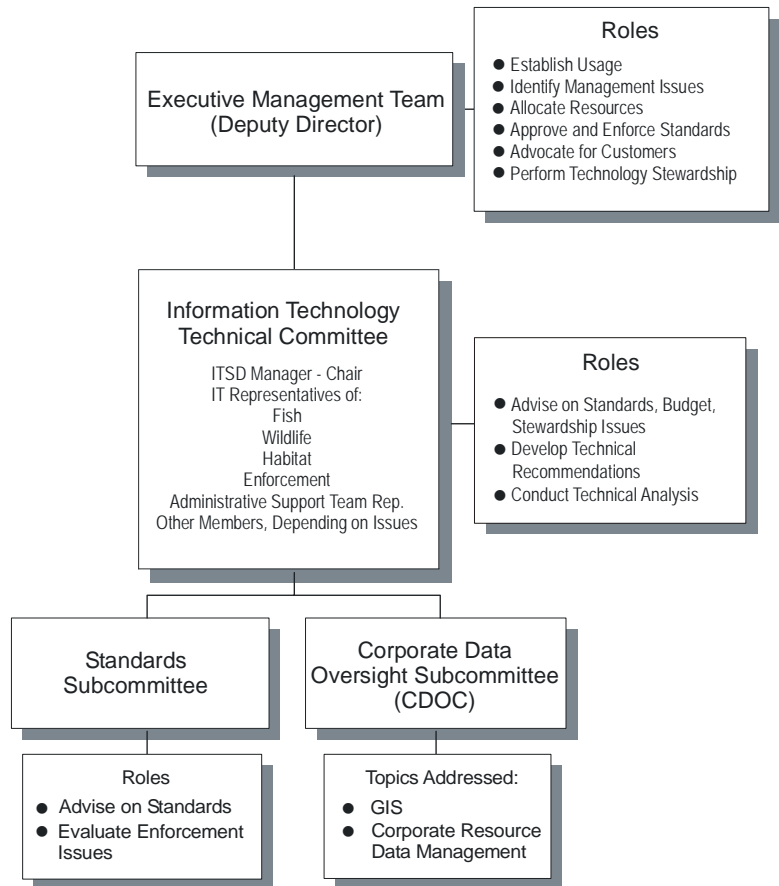 Executive Management Team
(Deputy Director)
Roles
● Establish Usage
● Identify Management Issues
● Allocate Resources
● Approve and Enforce Standards
● Advocate for Customers
● Perform Technology Stewardship
Information Technology
Technical Committee
ITSD Manager - Chair
IT Representatives of:
Fish
Wildlife
Habitat
Enforcement
Administrative Support Team Rep.
Other Members, Depending on Issues
Roles
● Advise on Standards, Budget,
Stewardship Issues
● Develop Technical
Recommendations
● Conduct Technical Analysis
Standards
Subcommittee
Corporate Data
Oversight Subcommittee
(CDOC)
Roles
● Advise on Standards
● Evaluate Enforcement
Issues
Topics Addressed:
● GIS
● Corporate Resource
Data Management